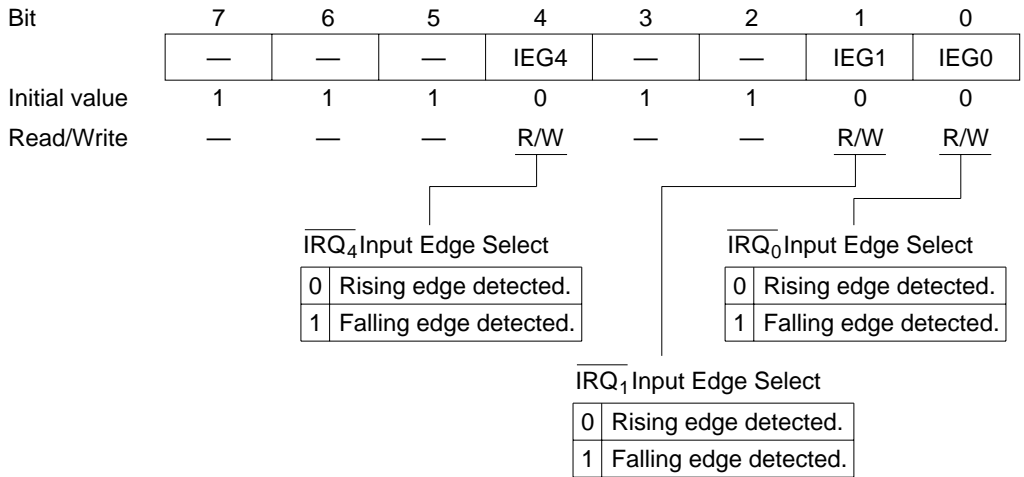 Bit 7 6 5 4 3 2 1 0
— — — IEG4 — — IEG1 IEG0
Initial value 1 1 1 0 1 1 0 0
Read/Write — — — R/W — — R/W R/W
IRQ4 Input Edge Select
0 Rising edge detected.
1 Falling edge detected.
IRQ0 Input Edge Select
0 Rising edge detected.
1 Falling edge detected.
IRQ1 Input Edge Select
0 Rising edge detected.
1 Falling edge detected.